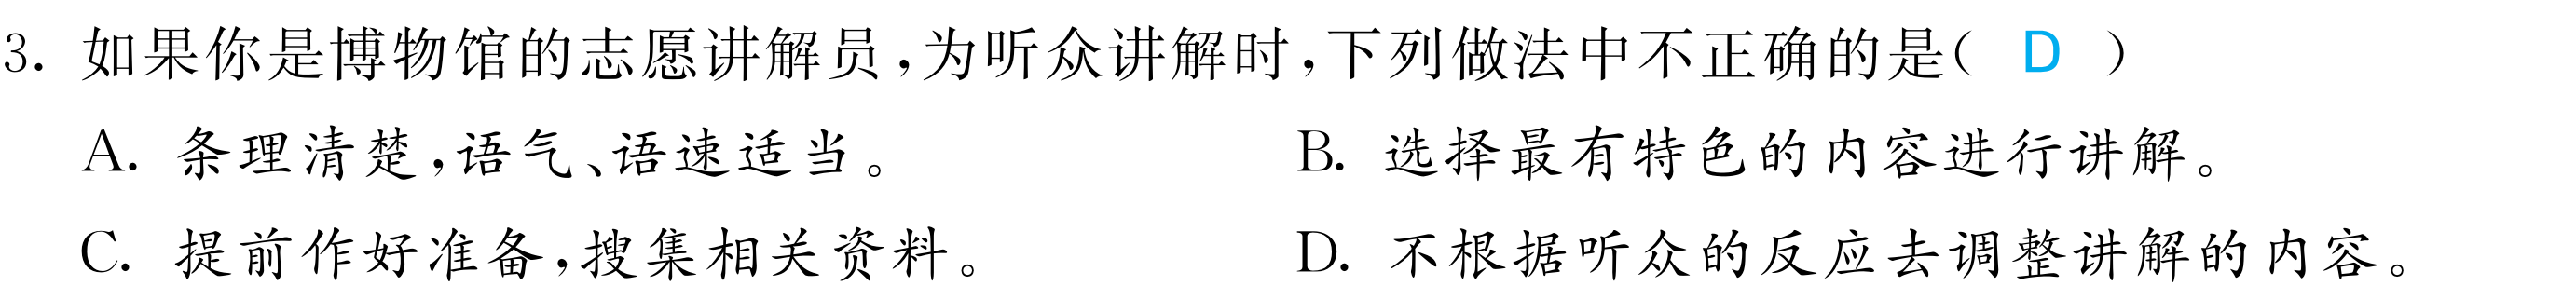 3. 如果你是博物馆的志愿讲解员,为听众讲解时,下列做法中不正确的是( D )
A. 条理清楚,语气、语速适当。 B. 选择最有特色的内容进行讲解。
C. 提前作好准备,搜集相关资料。 D. 不根据听众的反应去调整讲解的内容。